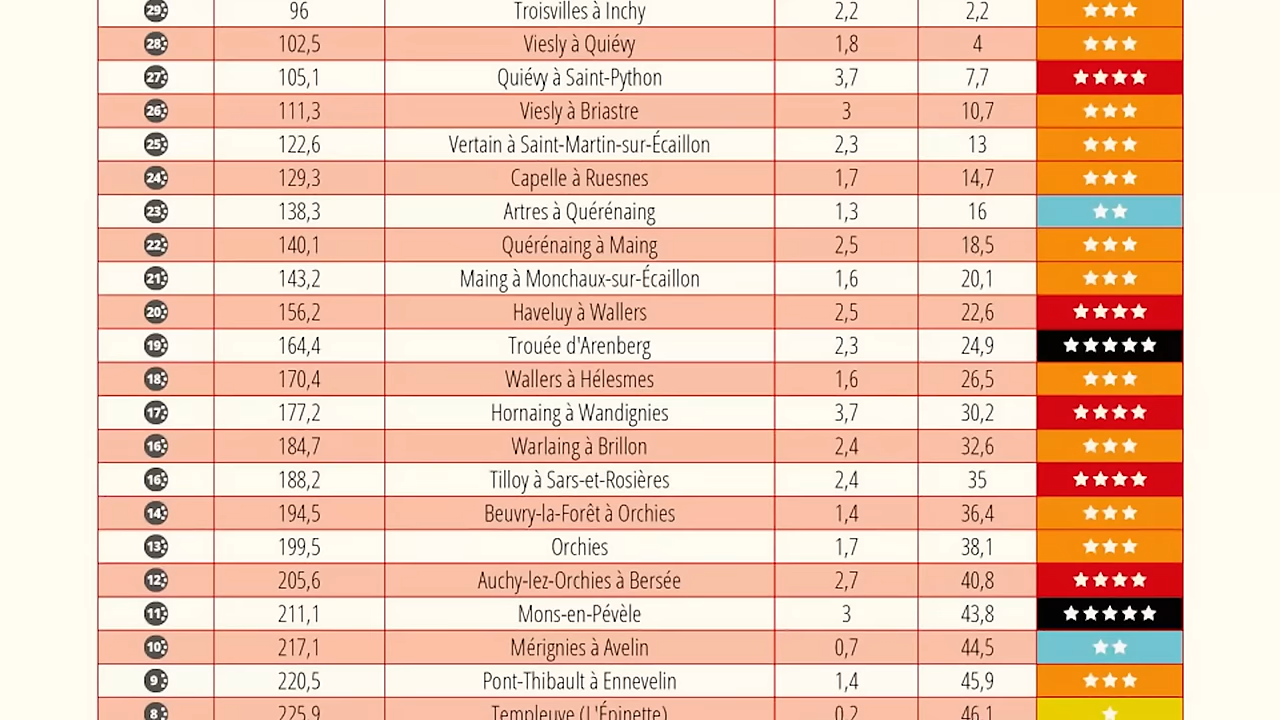 29 96 Troisvilles à Inchy 2,2 2,2
28 102,5 Viesly à Quiévy 1,8 4
27 105,1 Quiévy à Saint-Python 3,7 7,7
26 111,3 Viesly à Briastre 3 10,7
25 122,6 Vertain à Saint-Martin-sur-Écaillon 2,3 13
24 129,3 Capelle à Ruesnes 1,7 14,7
23 138,3 Artres à Quérénaing 1,3 16
22 140,1 Quérénaing à Maing 2,5 18,5
21 143,2 Maing à Monchaux-sur-Écaillon 1,6 20,1
20 156,2 Haveluy à Wallers 2,5 22,6
19 164,4 Trouée d'Arenberg 2,3 24,9
18 170,4 Wallers à Hélesmes 1,6 26,5
17 177,2 Hornaing à Wandignies 3,7 30,2
16 184,7 Warlaing à Brillon 2,4 32,6
16 188,2 Tilloy à Sars-et-Rosières 2,4 35
14 194,5 Beuvry-la-Forêt à Orchies 1,4 36,4
13 199,5 Orchies 1,7 38,1
12 205,6 Auchy-lez-Orchies à Bersée 2,7 40,8
11 211,1 Mons-en-Pévèle 3 43,8
10 217,1 Mérignies à Avelin 0,7 44,5
9 220,5 Pont-Thibault à Ennevelin 1,4 45,9
8 225,9 Templeuve (L'Épinette) 0,2 46,1